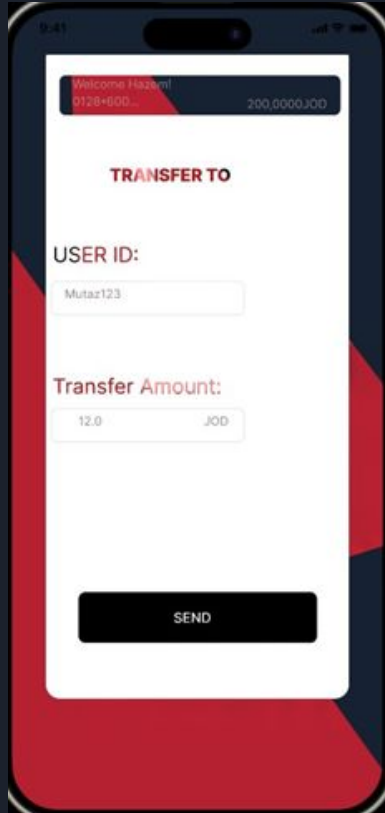 9:41
Welcome Hazem!
0128+600...
200,0000JOD
TRANSFER TO
USER ID:
Mutaz123
Transfer Amount:
12.0 JOD
SEND